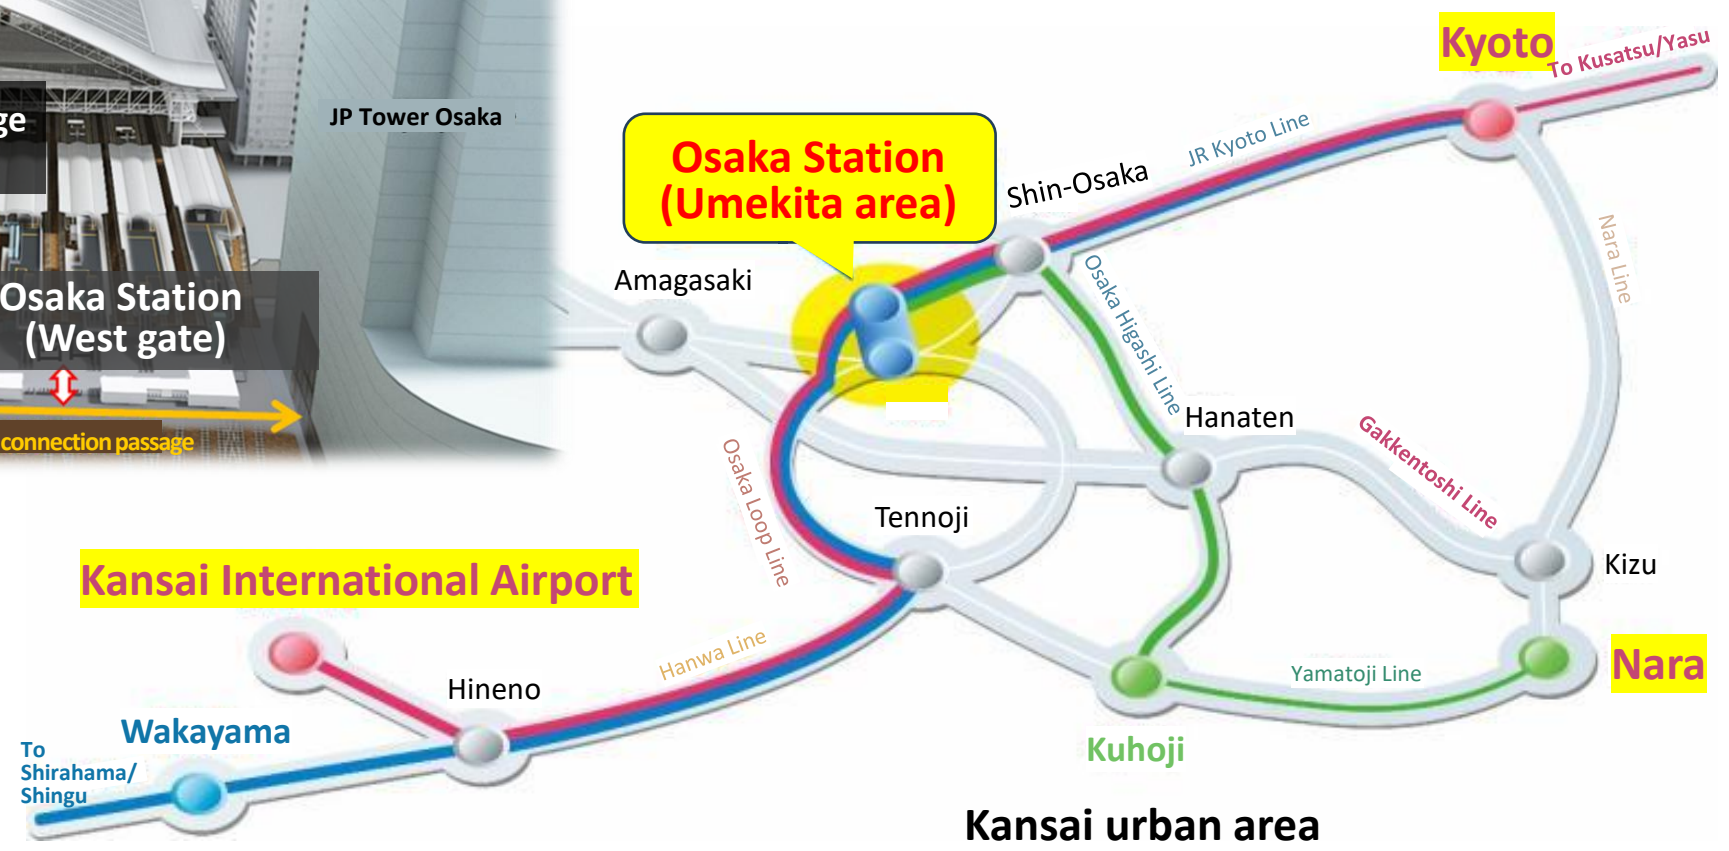 JP Tower Osaka
Osaka Station
(West gate)
connection passage
Kyoto
To Kusatsu/Yasu
Osaka Station
(Umekita area)
JR Kyoto Line
Shin-Osaka
Nara Line
Amagasaki
Osaka Higashi Line
Hanaten
Gakkentoshi Line
Osaka Loop Line
Tennoji
Kizu
Kansai International Airport
Hanwa Line
Nara
Yamatoji Line
Hineno
Wakayama
Kuhoji
To
Shirahama/
Shingu
Kansai urban area